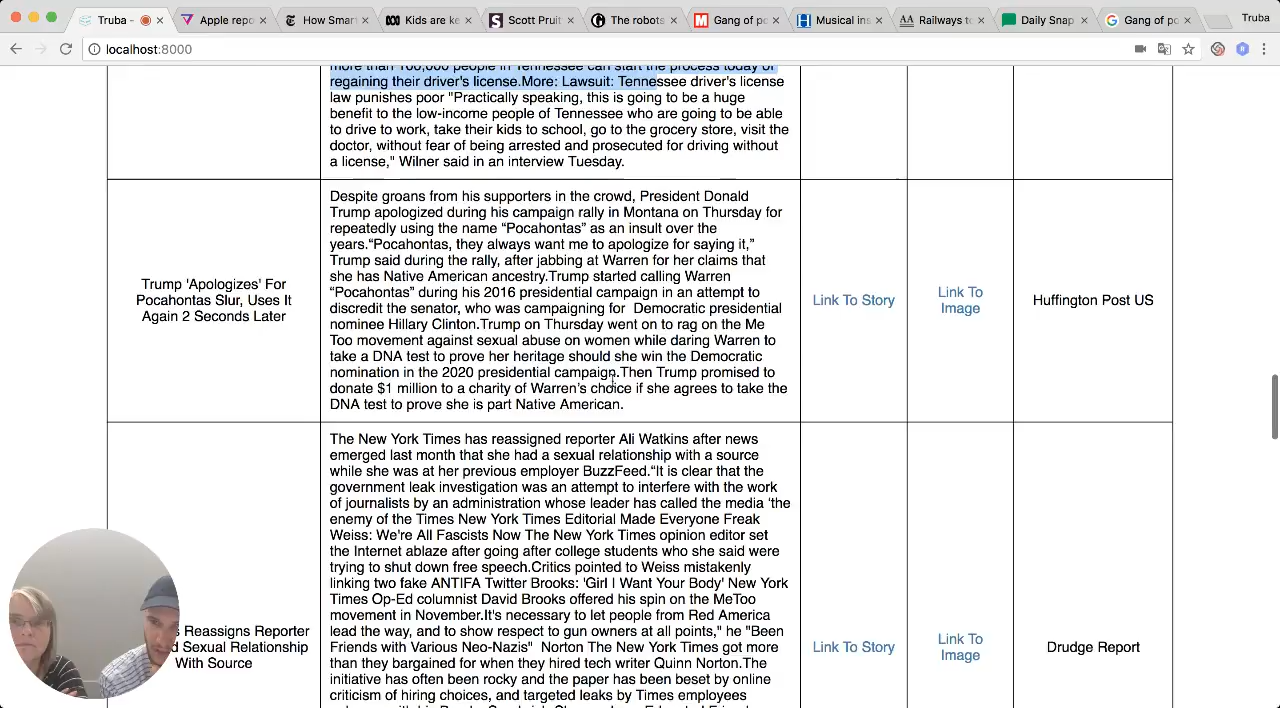 Truba -
Apple repo
How Smar
Kids are ke
Scott Pruit
The robots
Gang of po
Musical ins
Railways to
Daily Snap
Gang of po
Truba
localhost:8000
more than 100,000 people in Tennessee can start the process today of
regaining their driver's license.More: Lawsuit: Tennessee driver's license
law punishes poor "Practically speaking, this is going to be a huge
benefit to the low-income people of Tennessee who are going to be able
to drive to work, take their kids to school, go to the grocery store, visit the
doctor, without fear of being arrested and prosecuted for driving without
a license," Wilner said in an interview Tuesday.
Trump 'Apologizes' For
Pocahontas Slur, Uses It
Again 2 Seconds Later
Despite groans from his supporters in the crowd, President Donald
Trump apologized during his campaign rally in Montana on Thursday for
repeatedly using the name “Pocahontas” as an insult over the
years.“Pocahontas, they always want me to apologize for saying it,”
Trump said during the rally, after jabbing at Warren for her claims that
she has Native American ancestry.Trump started calling Warren
“Pocahontas” during his 2016 presidential campaign in an attempt to
discredit the senator, who was campaigning for Democratic presidential
nominee Hillary Clinton.Trump on Thursday went on to rag on the Me
Too movement against sexual abuse on women while daring Warren to
take a DNA test to prove her heritage should she win the Democratic
nomination in the 2020 presidential campaign.Then Trump promised to
donate $1 million to a charity of Warren’s choice if she agrees to take the
DNA test to prove she is part Native American.
Link To Story
Link To
Image
Huffington Post US
s Reassigns Reporter
d Sexual Relationship
With Source
The New York Times has reassigned reporter Ali Watkins after news
emerged last month that she had a sexual relationship with a source
while she was at her previous employer BuzzFeed.“It is clear that the
government leak investigation was an attempt to interfere with the work
of journalists by an administration whose leader has called the media ‘the
enemy of the Times New York Times Editorial Made Everyone Freak
Weiss: We're All Fascists Now The New York Times opinion editor set
the Internet ablaze after going after college students who she said were
trying to shut down free speech.Critics pointed to Weiss mistakenly
linking two fake ANTIFA Twitter Brooks: 'Girl I Want Your Body' New York
Times Op-Ed columnist David Brooks offered his spin on the MeToo
movement in November.It's necessary to let people from Red America
lead the way, and to show respect to gun owners at all points," he "Been
Friends with Various Neo-Nazis" Norton The New York Times got more
than they bargained for when they hired tech writer Quinn Norton.The
initiative has often been rocky and the paper has been beset by online
criticism of hiring choices, and targeted leaks by Times employees
Link To Story
Link To
Image
Drudge Report